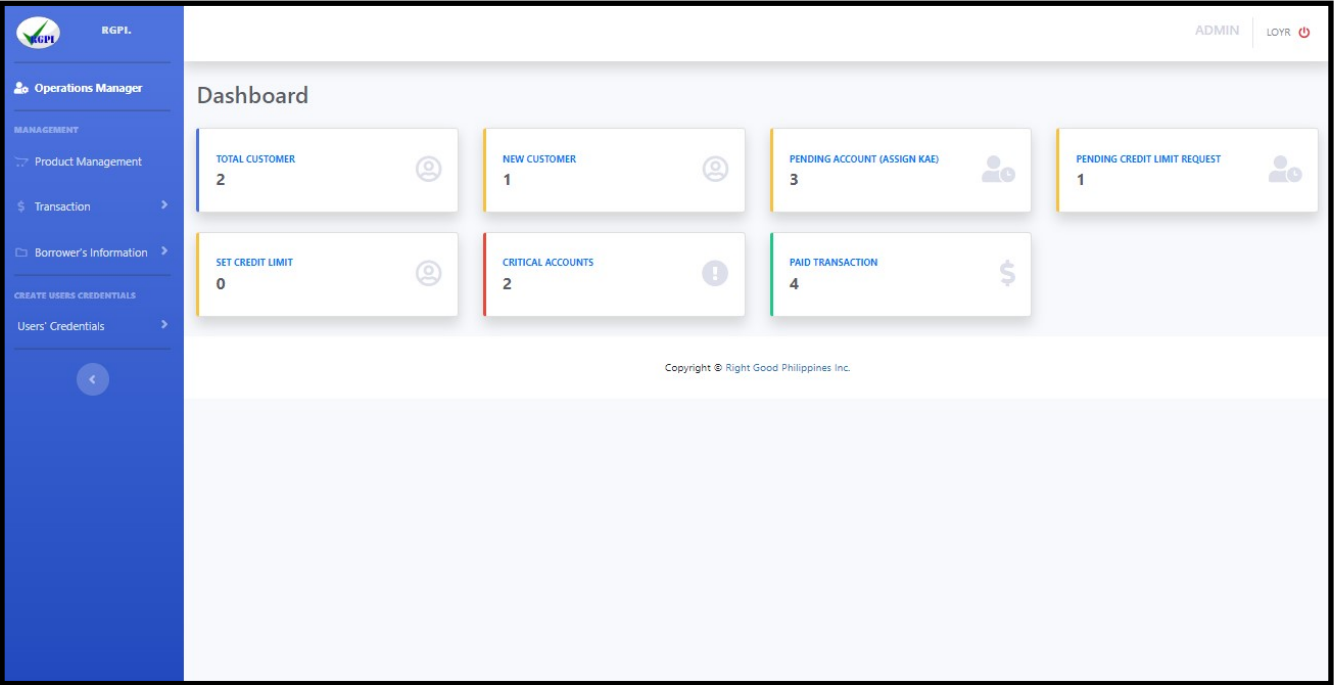 RGPI
RGPI.
ADMIN
LOYR
Operations Manager
MANAGEMENT
Product Management
Transaction
Borrower's Information
CREATE USERS CREDENTIALS
Users' Credentials
Dashboard
TOTAL CUSTOMER
2
NEW CUSTOMER
1
PENDING ACCOUNT (ASSIGN KAE)
3
PENDING CREDIT LIMIT REQUEST
1
SET CREDIT LIMIT
0
CRITICAL ACCOUNTS
2
PAID TRANSACTION
4
Copyright © Right Good Philippines Inc.